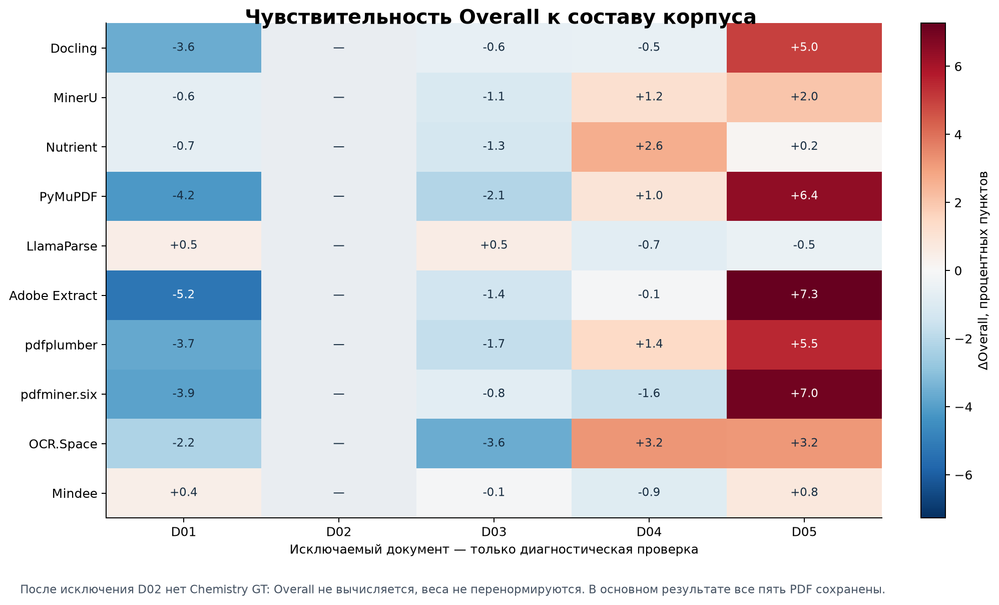 Чувствительность Overall к составу корпуса
Docling -3.6 — -0.6 -0.5 +5.0
MinerU -0.6 — -1.1 +1.2 +2.0
Nutrient -0.7 — -1.3 +2.6 +0.2
PyMuPDF -4.2 — -2.1 +1.0 +6.4
LlamaParse +0.5 — +0.5 -0.7 -0.5
Adobe Extract -5.2 — -1.4 -0.1 +7.3
pdfplumber -3.7 — -1.7 +1.4 +5.5
pdfminer.six -3.9 — -0.8 -1.6 +7.0
OCR.Space -2.2 — -3.6 +3.2 +3.2
Mindee +0.4 — -0.1 -0.9 +0.8
D01 D02 D03 D04 D05
Исключаемый документ — только диагностическая проверка
6
4
2
0
−2
−4
−6
ΔOverall, процентных пунктов
После исключения D02 нет Chemistry GT: Overall не вычисляется, веса не перенормируются. В основном результате все пять PDF сохранены.